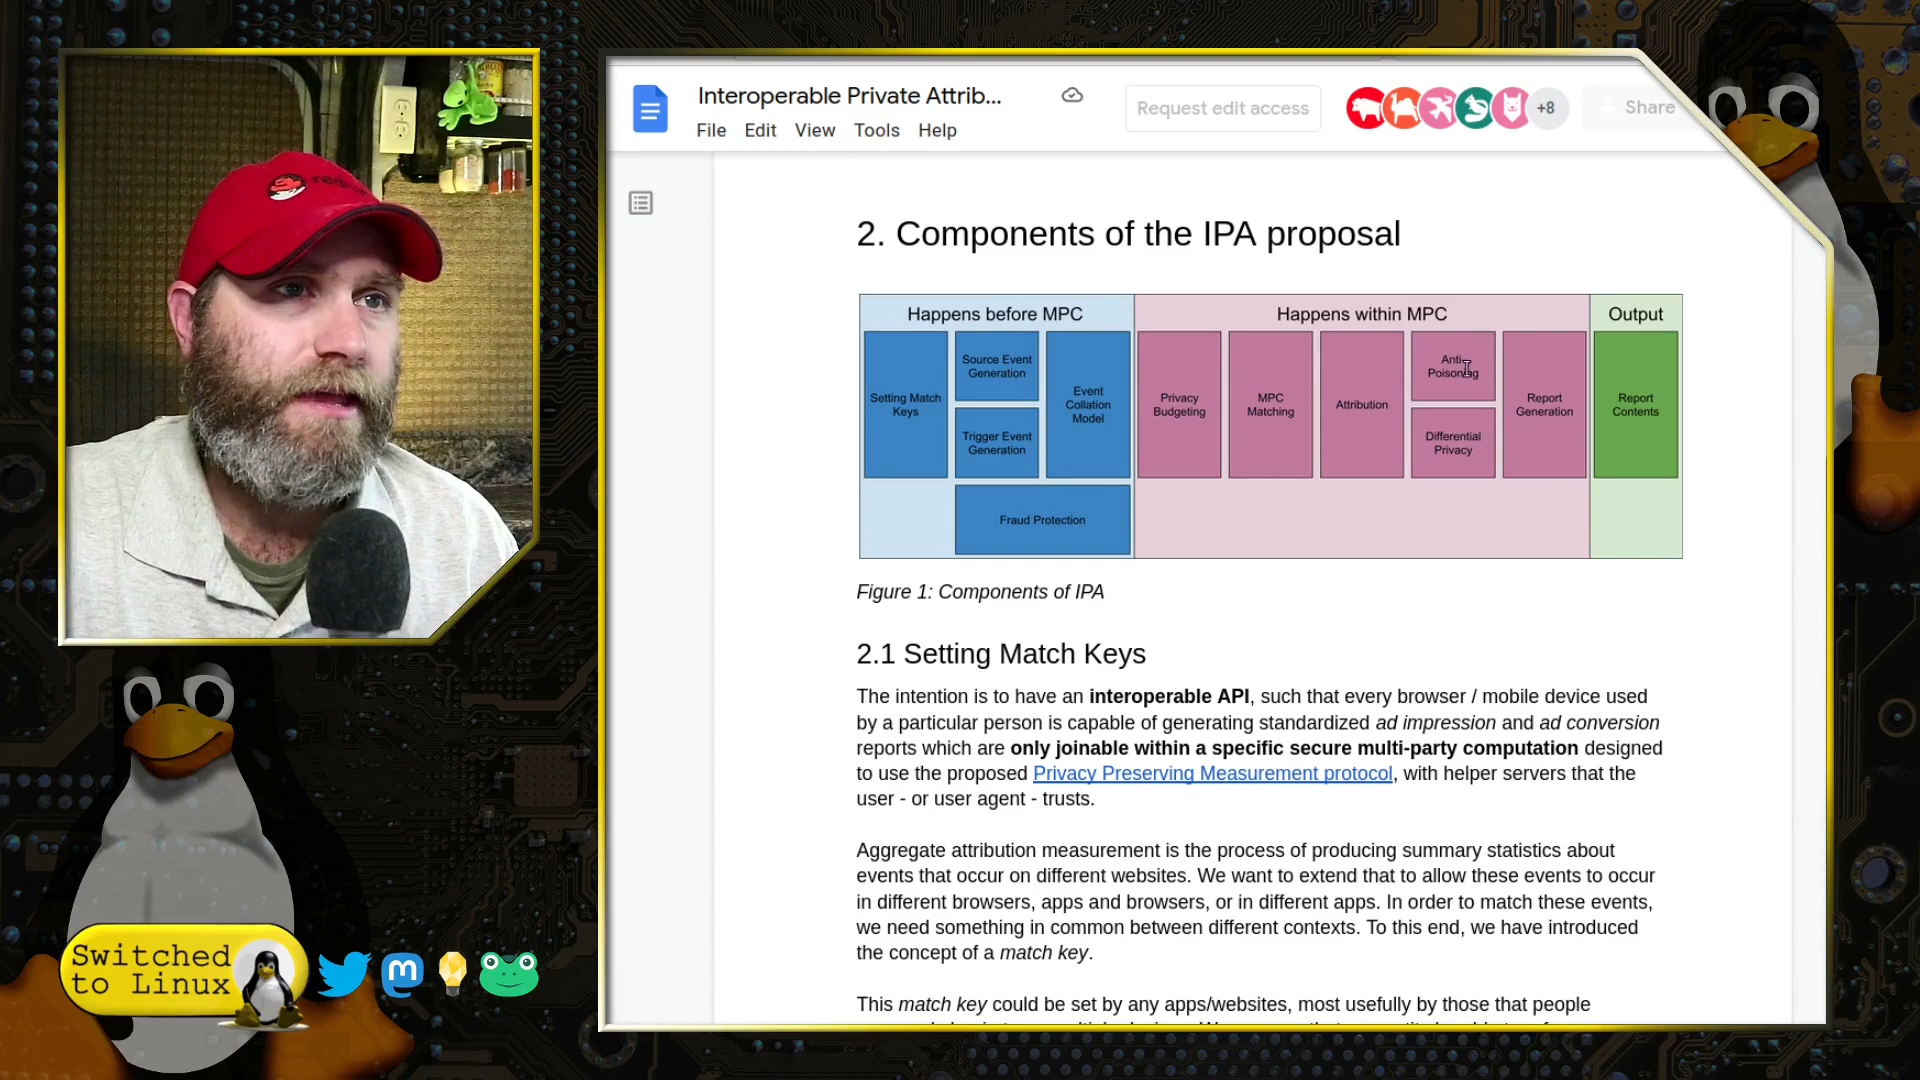 Interoperable Private Attrib...
Request edit access
+8
Share
File Edit View Tools Help
2. Components of the IPA proposal
Happens before MPC
Happens within MPC
Output
Setting Match
Keys
Source Event
Generation
Trigger Event
Generation
Event
Collation
Model
Fraud Protection
Privacy
Budgeting
MPC
Matching
Attribution
Anti-
Poisoning
Differential
Privacy
Report
Generation
Report
Contents
Figure 1: Components of IPA
2.1 Setting Match Keys
The intention is to have an interoperable API, such that every browser / mobile device used
by a particular person is capable of generating standardized ad impression and ad conversion
reports which are only joinable within a specific secure multi-party computation designed
to use the proposed Privacy Preserving Measurement protocol, with helper servers that the
user - or user agent - trusts.
Aggregate attribution measurement is the process of producing summary statistics about
events that occur on different websites. We want to extend that to allow these events to occur
in different browsers, apps and browsers, or in different apps. In order to match these events,
we need something in common between different contexts. To this end, we have introduced
the concept of a match key.
This match key could be set by any apps/websites, most usefully by those that people
Switched
to Linux